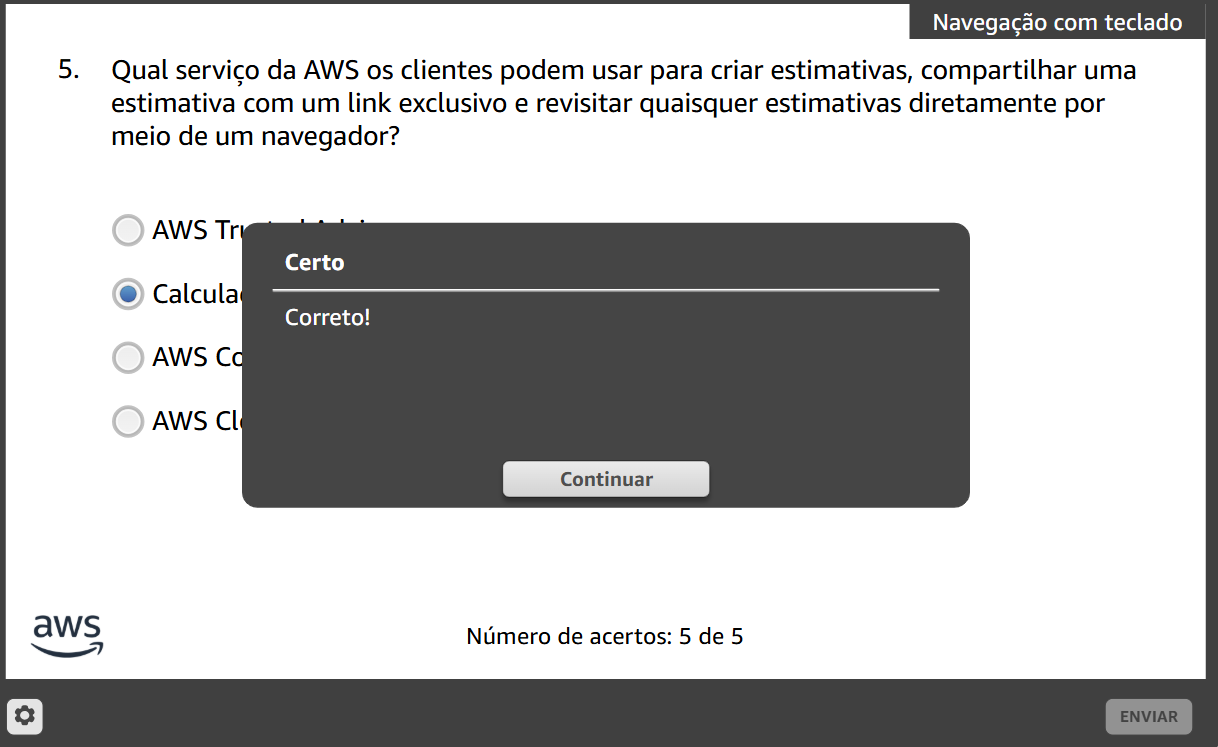 Navegação com teclado
5. Qual serviço da AWS os clientes podem usar para criar estimativas, compartilhar uma
estimativa com um link exclusivo e revisitar quaisquer estimativas diretamente por
meio de um navegador?
AWS
Certo
Correto!
AWS
AWS
Continuar
aws
Número de acertos: 5 de 5
ENVIAR